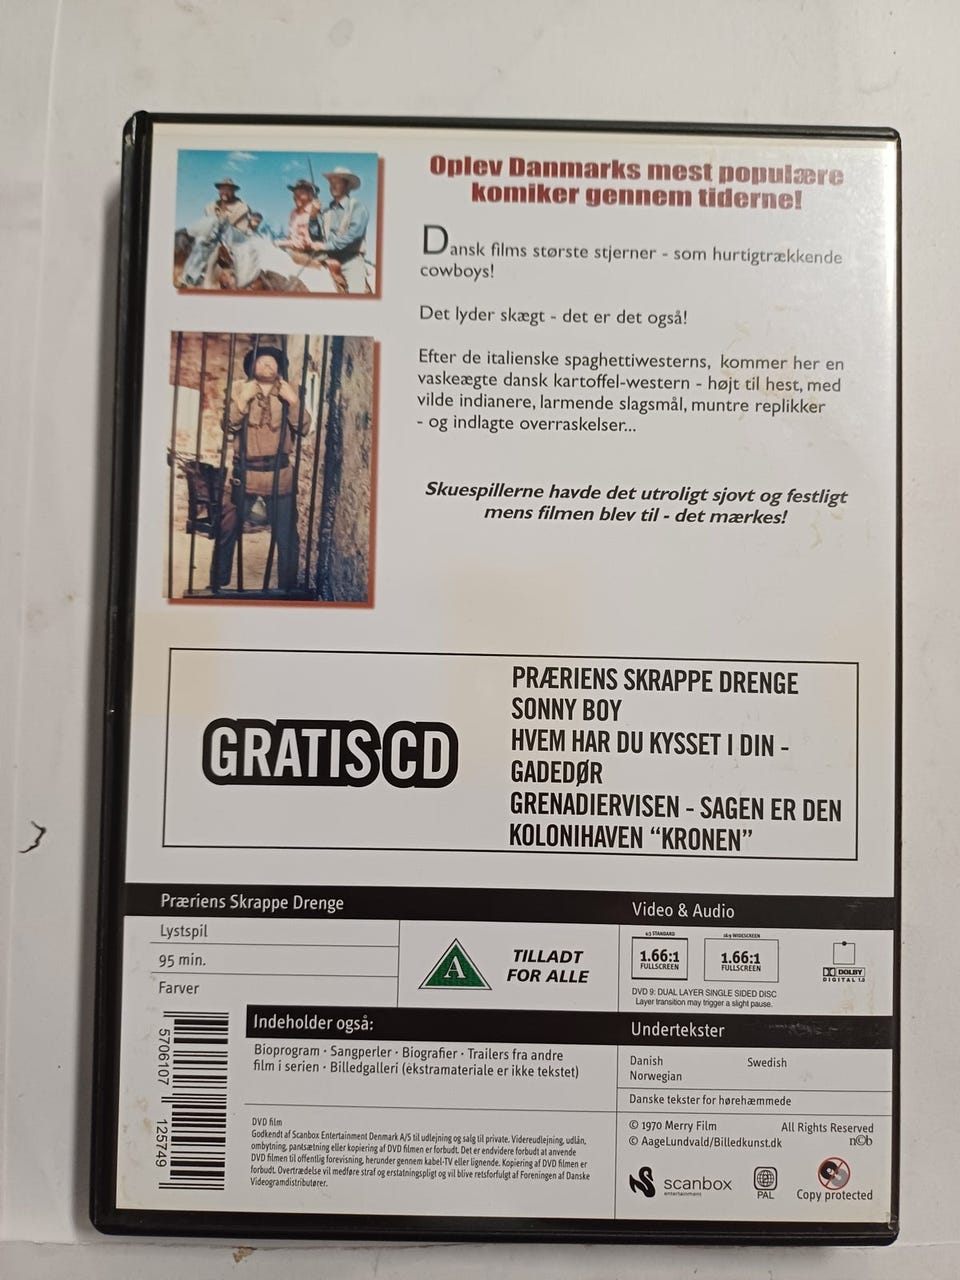 Oplev Danmarks mest populære
komiker gennem tiderne!
Dansk films største stjerner - som hurtigtrækkende
cowboys!
Det lyder skægt - det er det også!
Efter de italienske spaghettiwesterns, kommer her en
vaskeægte dansk kartoffel-western - højt til hest, med
vilde indianere, larmende slagsmål, muntre replikker
- og indlagte overraskelser...
Skuespillerne havde det utroligt sjovt og festligt
mens filmen blev til - det mærkes!
GRATIS CD
PRÆRIENS SKRAPPE DRENGE
SONNY BOY
HVEM HAR DU KYSSET I DIN -
GADEDØR
GRENADIERVISEN - SAGEN ER DEN
KOLONIHAVEN “KRONEN”
Præriens Skrappe Drenge
Lystspil
95 min.
Farver
A
TILLADT
FOR ALLE
Video & Audio
4:3 STANDARD
1.66:1
FULLSCREEN
16:9 WIDESCREEN
1.66:1
FULLSCREEN
DOLBY
DIGITAL 1.0
DVD 9: DUAL LAYER SINGLE SIDED DISC
Layer transition may trigger a slight pause.
Indeholder også:
Bioprogram · Sangperler · Biografier · Trailers fra andre
film i serien · Billedgalleri (ekstramateriale er ikke tekstet)
Undertekster
Danish
Swedish
Norwegian
Danske tekster for hørehæmmede
5706107 125749
DVD film
Godkendt af Scanbox Entertainment Denmark A/S til udlejning og salg til private. Videreudlejning, udlån,
ombytning, pantsætning eller kopiering af DVD filmen er forbudt. Det er endvidere forbudt at anvende
DVD filmen til offentlig forevisning, herunder gennem kabel-TV eller lignende. Kopiering af DVD filmen er
forbudt. Overtrædelse vil medføre straf og erstatningspligt og vil blive retsforfulgt af Foreningen af Danske
Videogramdistributører.
© 1970 Merry Film
All Rights Reserved
© AageLundvald/Billedkunst.dk
n©b
scanbox
entertainment
PAL
Copy protected